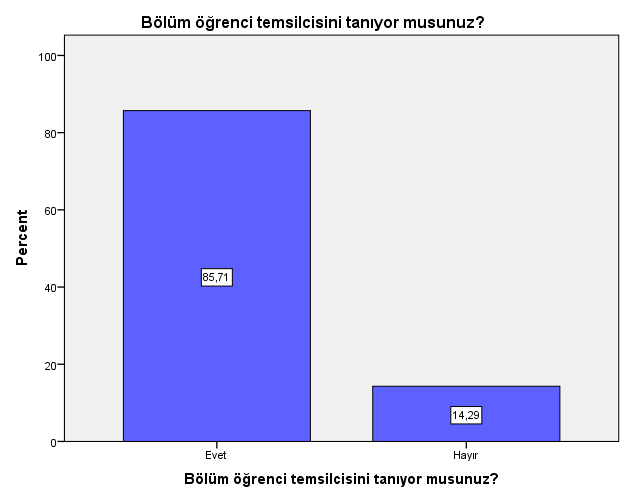 Bölüm öğrenci temsilcisini tanıyor musunuz?
100
80
60
40
20
0
Percent
85,71
14,29
Evet
Hayır
Bölüm öğrenci temsilcisini tanıyor musunuz?